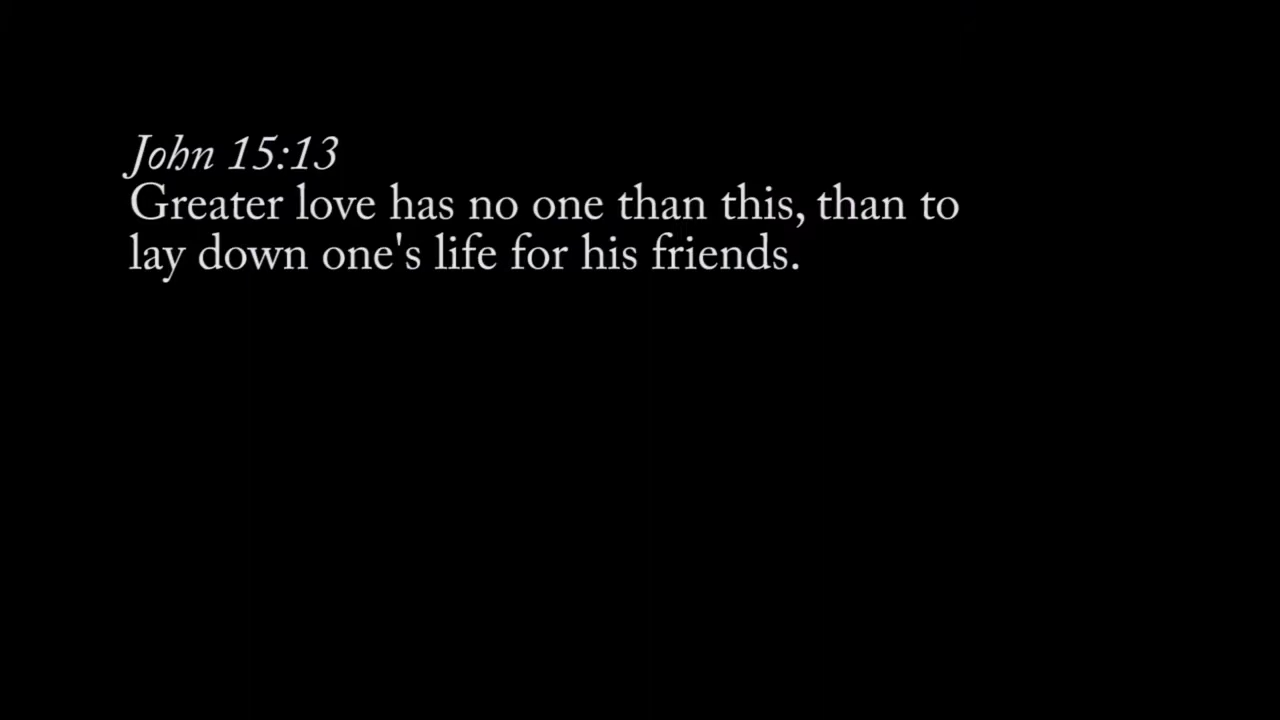 John 15:13
Greater love has no one than this, than to
lay down one's life for his friends.